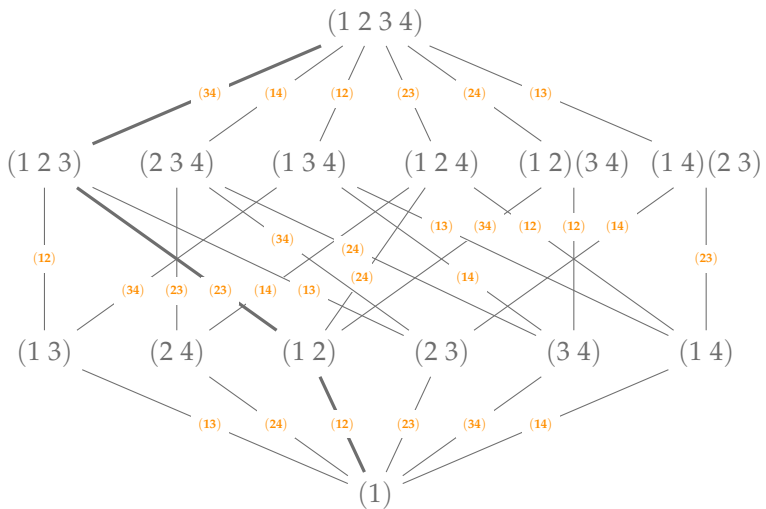 (1 2 3 4)
(34) (14) (12) (23) (24) (13)
(1 2 3) (2 3 4) (1 3 4) (1 2 4) (1 2)(3 4) (1 4)(2 3)
(13) (34) (12) (12) (14)
(34)
(24)
(12) (23)
(24) (14)
(34) (23) (23) (14) (13)
(1 3) (2 4) (1 2) (2 3) (3 4) (1 4)
(13) (24) (12) (23) (34) (14)
(1)